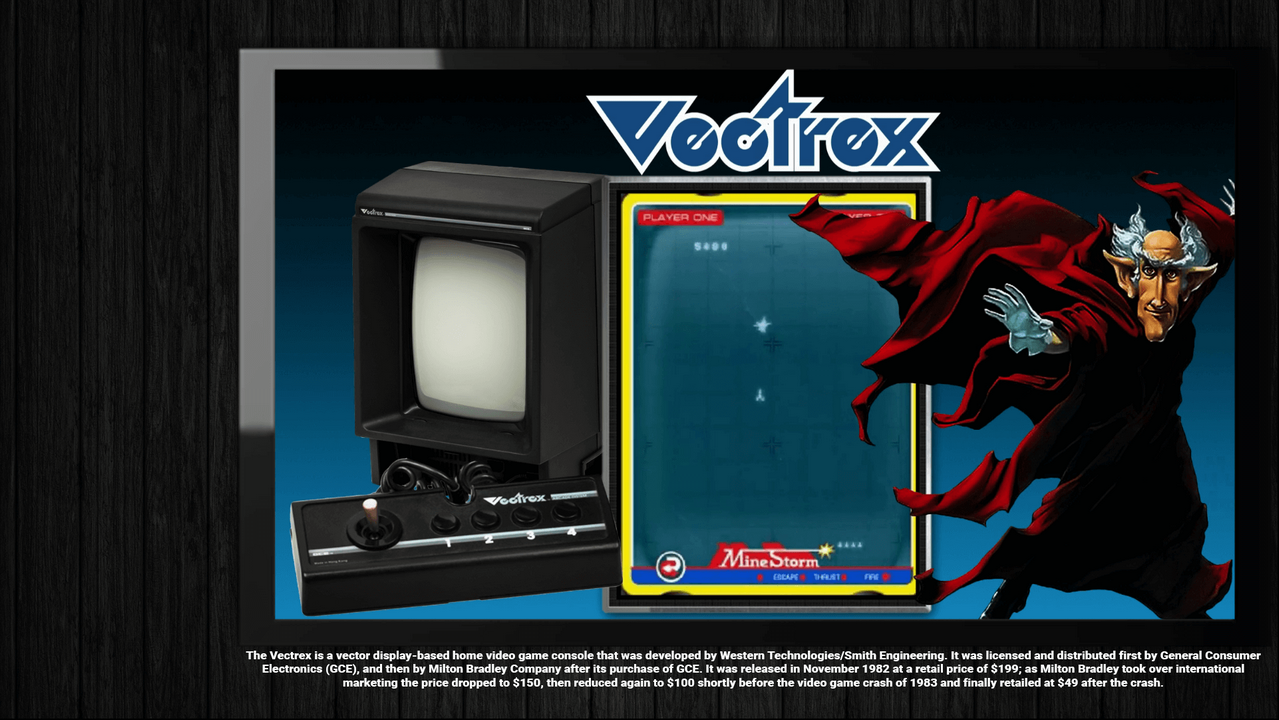 Vectrex
Vectrex
PLAYER ONE
5400
Vectrex
1 2 3 4
MineStorm
ESCAPE THRUST FIRE
The Vectrex is a vector display-based home video game console that was developed by Western Technologies/Smith Engineering. It was licensed and distributed first by General Consumer
Electronics (GCE), and then by Milton Bradley Company after its purchase of GCE. It was released in November 1982 at a retail price of $199; as Milton Bradley took over international
marketing the price dropped to $150, then reduced again to $100 shortly before the video game crash of 1983 and finally retailed at $49 after the crash.